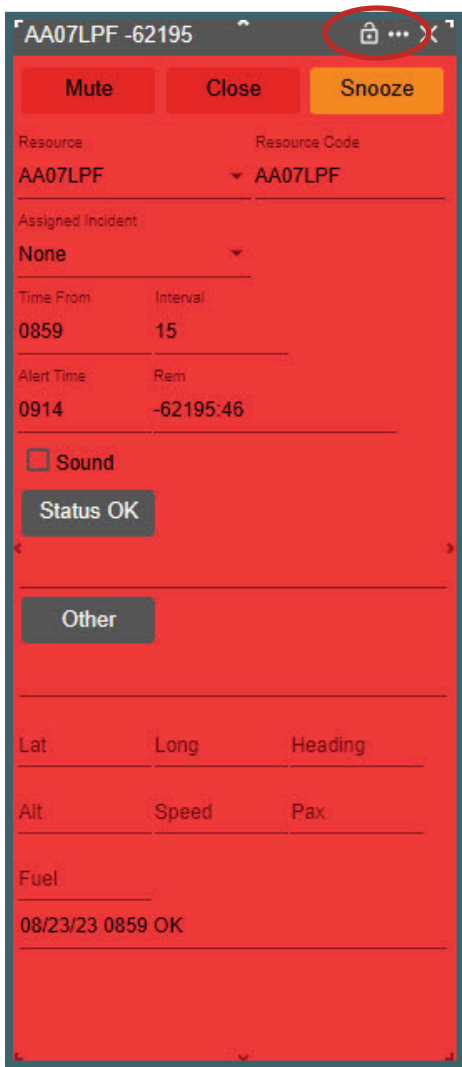 AA07LPF -62195
Mute Close Snooze
Resource Resource Code
AA07LPF AA07LPF
Assigned Incident
None
Time From Interval
0859 15
Alert Time Rem
0914 -62195:46
Sound
Status OK
Other
Lat Long Heading
Alt Speed Pax
Fuel
08/23/23 0859 OK